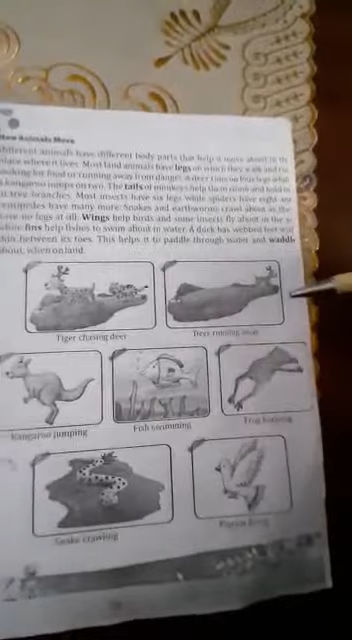 How Animals Move
Different animals have different body parts that help it move about in the
place where it lives. Most land animals have legs on which they walk and run
looking for food or running away from danger. A deer runs on four legs while
a kangaroo jumps on two. The tails of monkeys help them climb and hold on
to tree branches. Most insects have six legs while spiders have eight and
centipedes have many more. Snakes and earthworms crawl about as they
have no legs at all. Wings help birds and some insects fly about in the air
while fins help fishes to swim about in water. A duck has webbed feet with
skin between its toes. This helps it to paddle through water and waddle
about, when on land.
Tiger chasing deer
Deer running away
Kangaroo jumping
Fish swimming
Frog hopping
Snake crawling
Pigeon flying